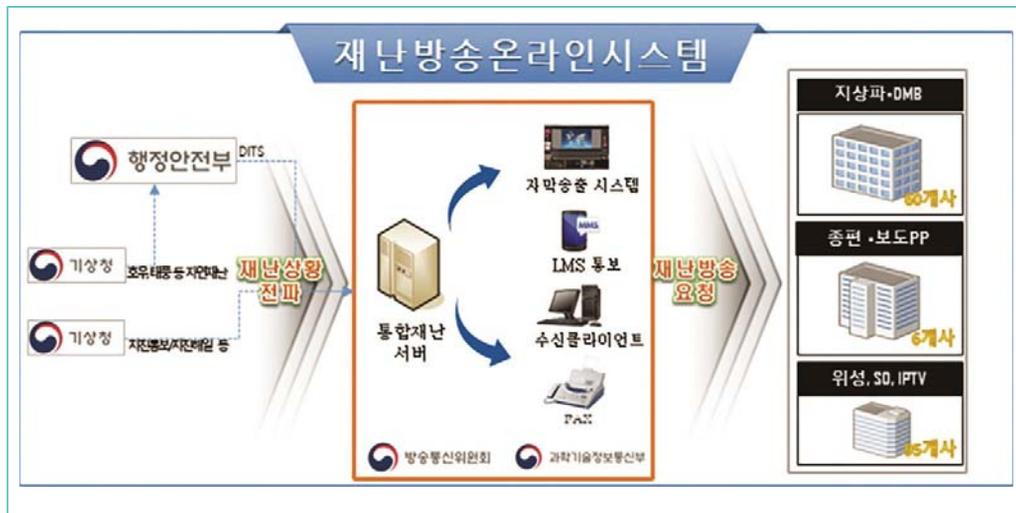 재난방송온라인시스템
행정안전부
DITS
기상청
호우, 태풍 등 자연재난
기상청
지진통보/지진해일 등
재난상황
전파
통합재난
서버
자막송출 시스템
MMS
LMS 통보
수신클라이언트
FAX
방송통신위원회
과학기술정보통신부
재난방송
요청
지상파·DMB
60개사
종편·보도PP
6개사
위성, SO, IPTV